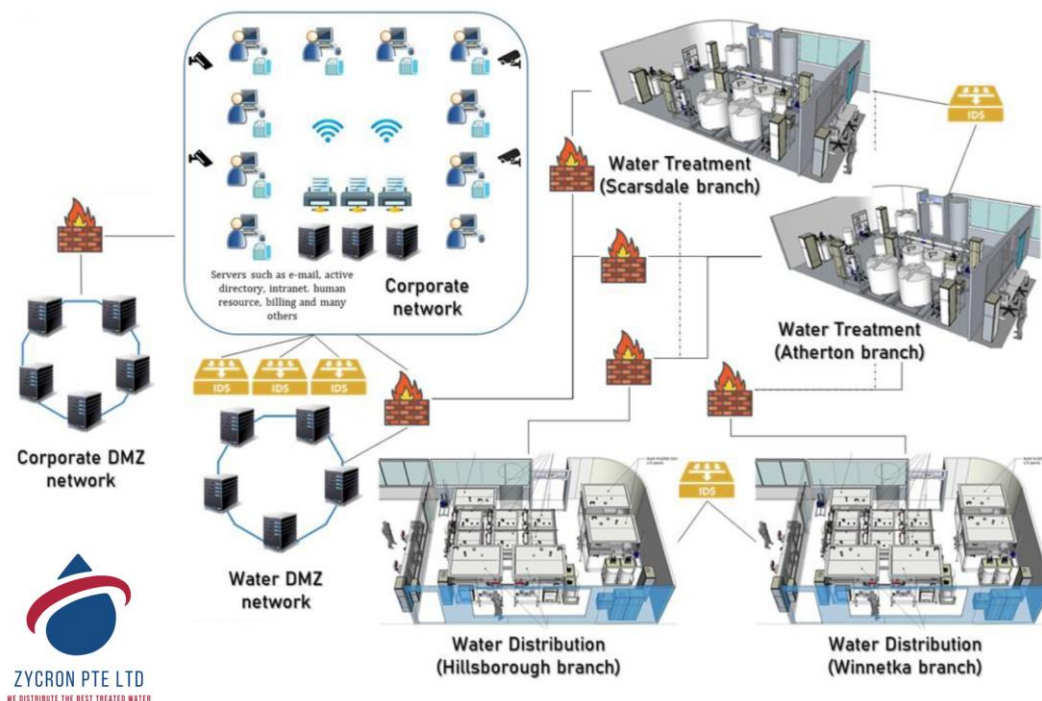 Servers such as e-mail, active
directory, intranet. human
resource, billing and many
others
Corporate
network
IDS
IDS
IDS
IDS
IDS
Water Treatment
(Scarsdale branch)
Water Treatment
(Atherton branch)
Corporate DMZ
network
Water DMZ
network
Water Distribution
(Hillsborough branch)
Water Distribution
(Winnetka branch)
ZYCRON PTE LTD
WE DISTRIBUTE THE BEST TREATED WATER